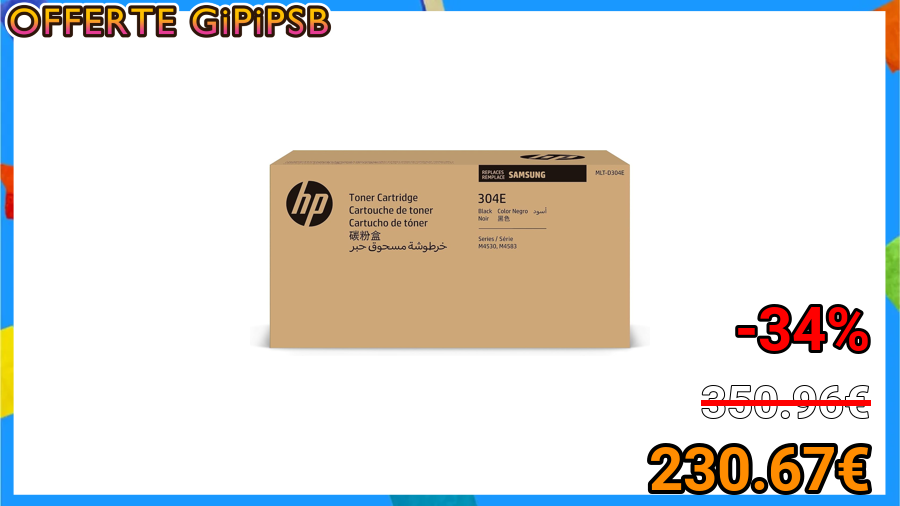 OFFERTE GiPiPSB
hp
hp
REPLACES
REMPLACE
SAMSUNG
MLT-D304E
Toner Cartridge
Cartouche de toner
Cartucho de tóner
碳粉盒
خرطوشة مسحوق حبر
304E
Black Color Negro أسود
Noir 黑色
Series / Série
M4530, M4583
-34%
350.96€
230.67€